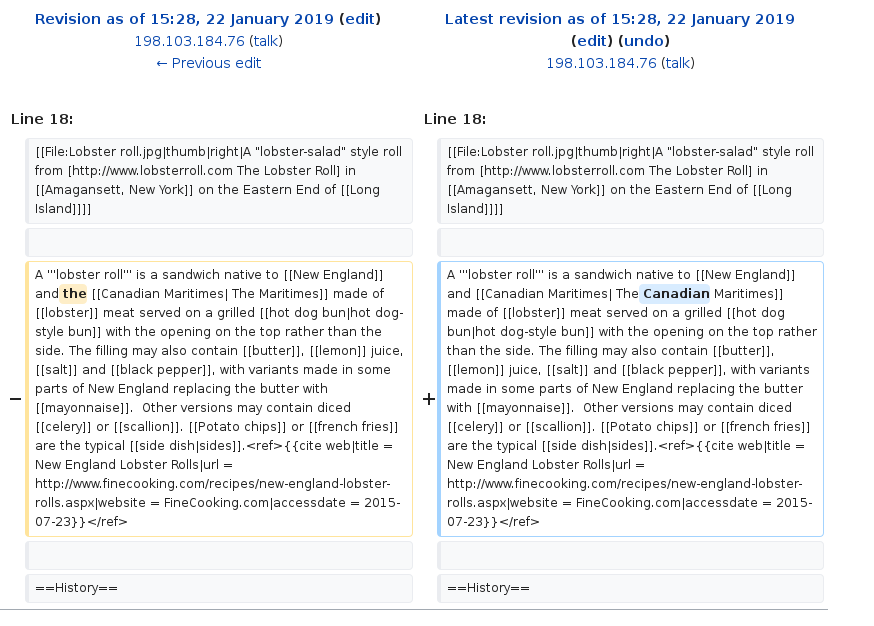 Revision as of 15:28, 22 January 2019 (edit)
198.103.184.76 (talk)
← Previous edit
Latest revision as of 15:28, 22 January 2019
(edit) (undo)
198.103.184.76 (talk)
Line 18:
[[File:Lobster roll.jpg|thumb|right|A "lobster-salad" style roll
from [http://www.lobsterroll.com The Lobster Roll] in
[[Amagansett, New York]] on the Eastern End of [[Long
Island]]]]
−
A '''lobster roll''' is a sandwich native to [[New England]]
and the [[Canadian Maritimes| The Maritimes]] made of
[[lobster]] meat served on a grilled [[hot dog bun|hot dog-
style bun]] with the opening on the top rather than the
side. The filling may also contain [[butter]], [[lemon]] juice,
[[salt]] and [[black pepper]], with variants made in some
parts of New England replacing the butter with
[[mayonnaise]].  Other versions may contain diced
[[celery]] or [[scallion]]. [[Potato chips]] or [[french fries]]
are the typical [[side dish|sides]].<ref>{{cite web|title =
New England Lobster Rolls|url =
http://www.finecooking.com/recipes/new-england-lobster-
rolls.aspx|website = FineCooking.com|accessdate = 2015-
07-23}}</ref>
==History==
Line 18:
[[File:Lobster roll.jpg|thumb|right|A "lobster-salad" style roll
from [http://www.lobsterroll.com The Lobster Roll] in
[[Amagansett, New York]] on the Eastern End of [[Long
Island]]]]
+
A '''lobster roll''' is a sandwich native to [[New England]]
and [[Canadian Maritimes| The Canadian Maritimes]]
made of [[lobster]] meat served on a grilled [[hot dog
bun|hot dog-style bun]] with the opening on the top rather
than the side. The filling may also contain [[butter]],
[[lemon]] juice, [[salt]] and [[black pepper]], with variants
made in some parts of New England replacing the butter
with [[mayonnaise]].  Other versions may contain diced
[[celery]] or [[scallion]]. [[Potato chips]] or [[french fries]]
are the typical [[side dish|sides]].<ref>{{cite web|title =
New England Lobster Rolls|url =
http://www.finecooking.com/recipes/new-england-lobster-
rolls.aspx|website = FineCooking.com|accessdate = 2015-
07-23}}</ref>
==History==